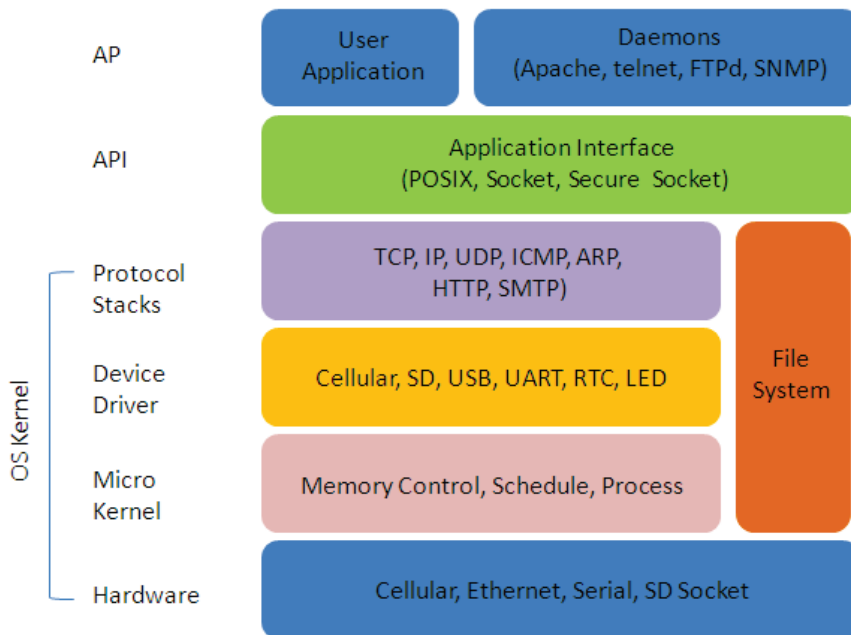 AP
User
Application
Daemons
(Apache, telnet, FTPd, SNMP)
API
Application Interface
(POSIX, Socket, Secure Socket)
OS Kernel
Protocol
Stacks
TCP, IP, UDP, ICMP, ARP,
HTTP, SMTP)
File
System
Device
Driver
Cellular, SD, USB, UART, RTC, LED
Micro
Kernel
Memory Control, Schedule, Process
Hardware
Cellular, Ethernet, Serial, SD Socket